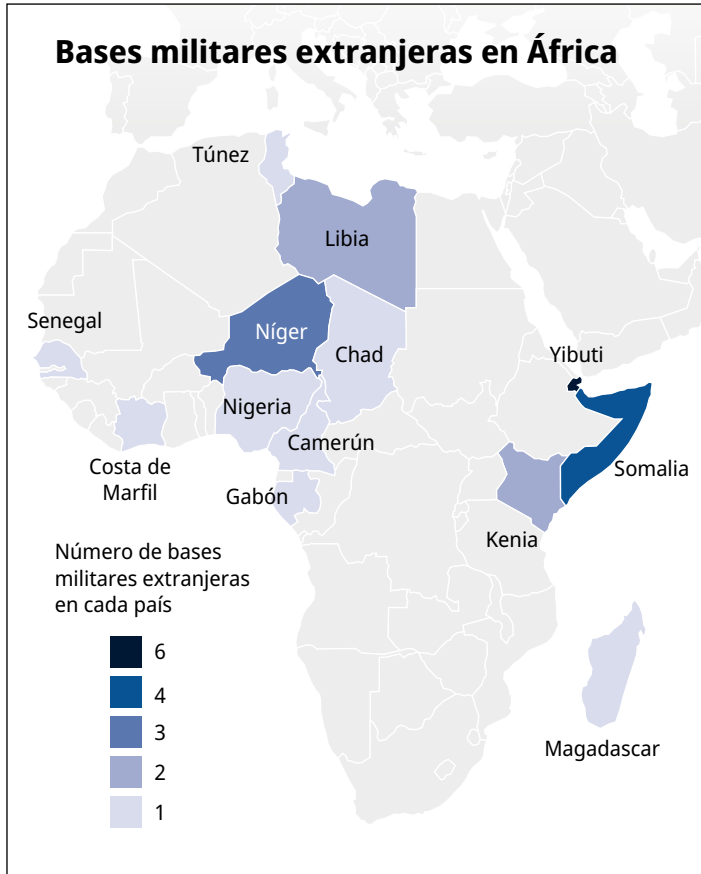 Bases militares extranjeras en África
Túnez
Libia
Senegal
Níger
Chad
Yibuti
Nigeria
Camerún
Costa de
Marfil
Somalia
Gabón
Kenia
Número de bases
militares extranjeras
en cada país
6
4
3
2
1
Magadascar